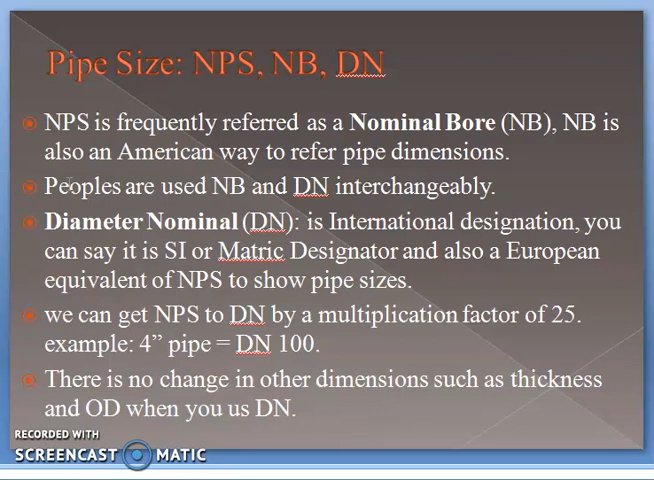 Pipe Size: NPS, NB, DN
NPS is frequently referred as a Nominal Bore (NB), NB is
also an American way to refer pipe dimensions.
Peoples are used NB and DN interchangeably.
Diameter Nominal (DN): is International designation, you
can say it is SI or Matric Designator and also a European
equivalent of NPS to show pipe sizes.
we can get NPS to DN by a multiplication factor of 25.
example: 4” pipe = DN 100.
There is no change in other dimensions such as thickness
and OD when you us DN.
RECORDED WITH
SCREENCAST MATIC